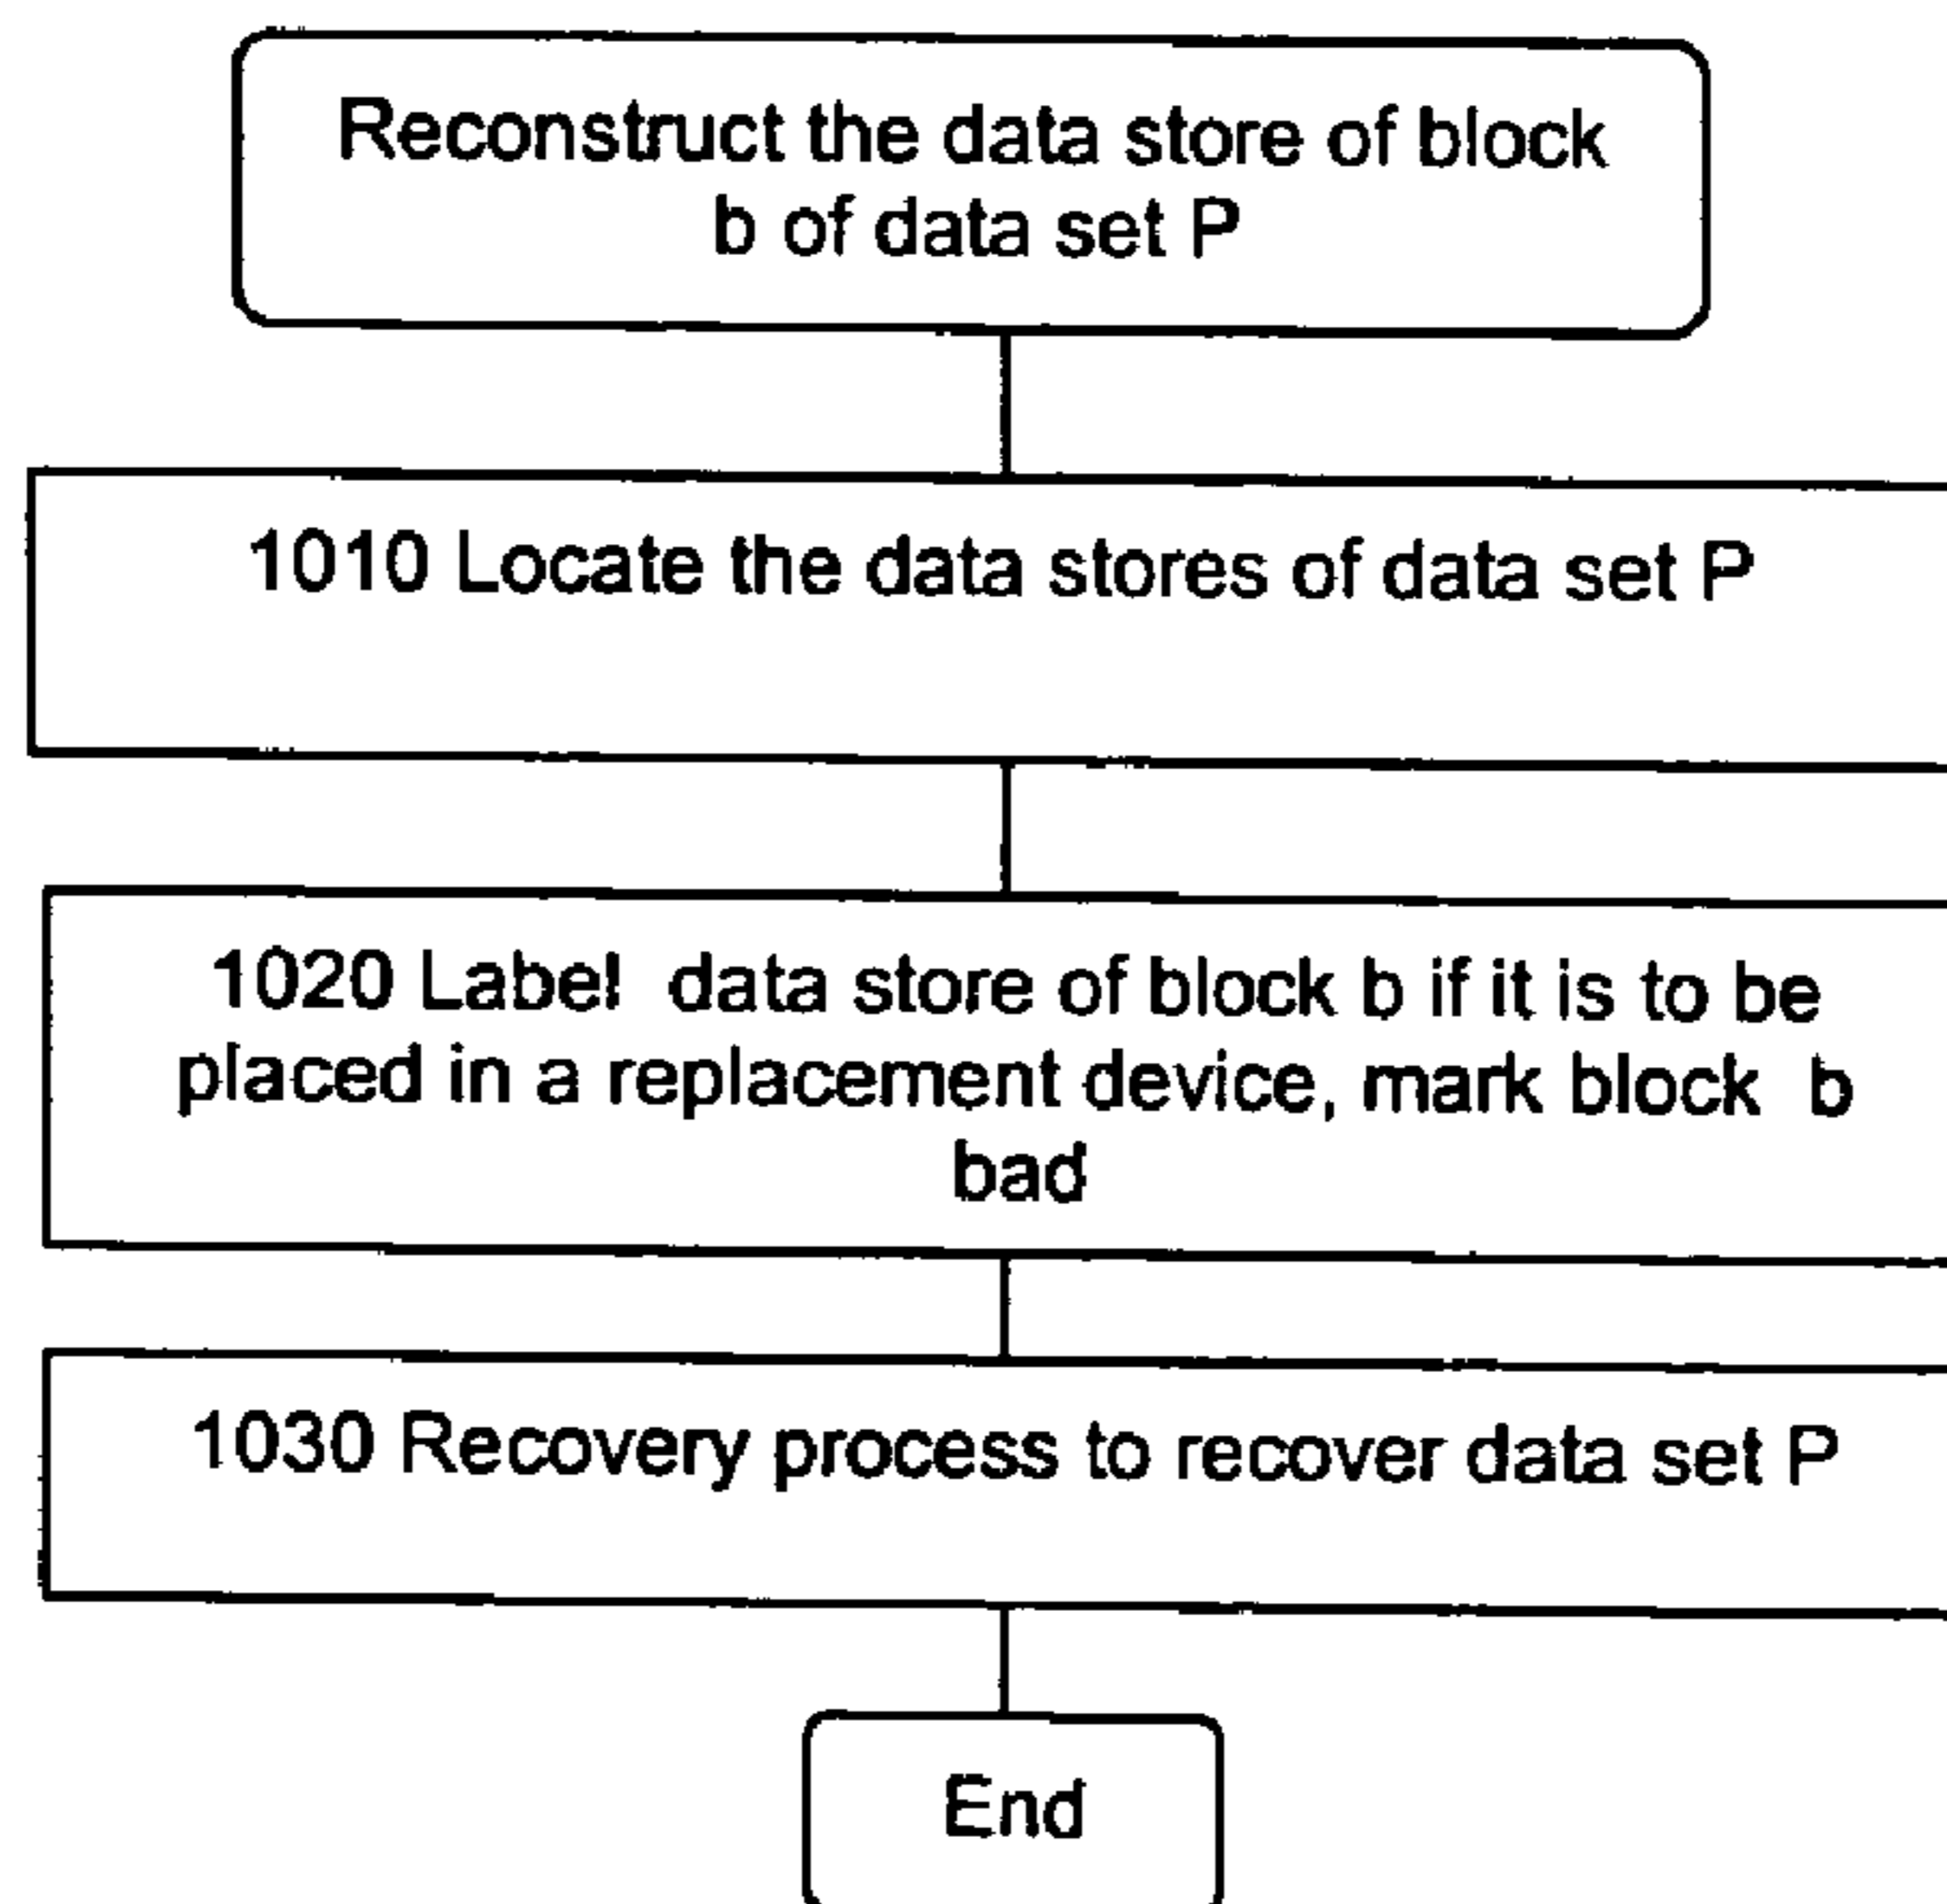 Reconstruct the data store of block
b of data set P
1010 Locate the data stores of data set P
1020 Label data store of block b if it is to be
placed in a replacement device, mark block b
bad
1030 Recovery process to recover data set P
End